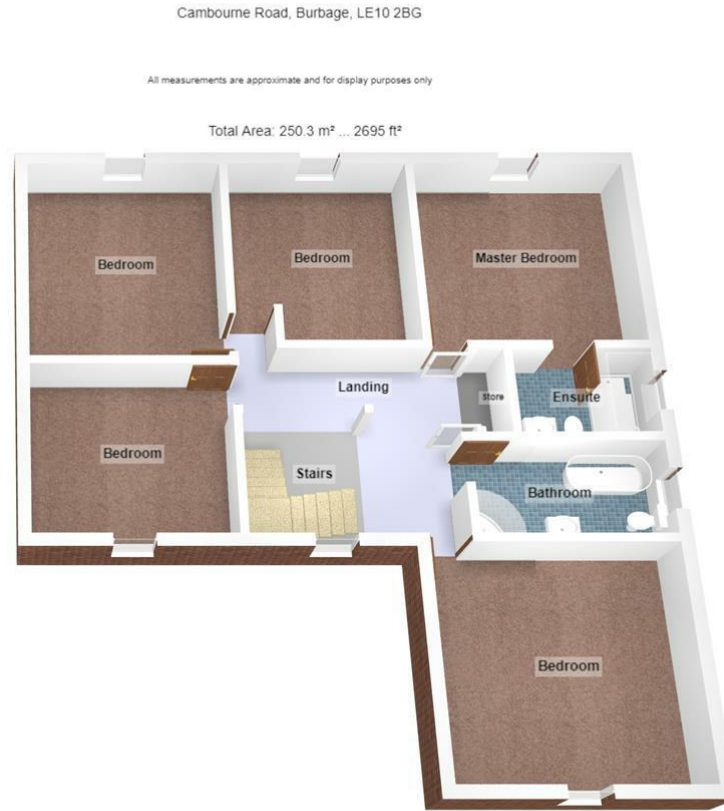 Cambourne Road, Burbage, LE10 2BG
All measurements are approximate and for display purposes only
Total Area: 250.3 m² ... 2695 ft²
Bedroom
Bedroom
Master Bedroom
Landing
Store
Ensuite
Bedroom
Stairs
Bathroom
Bedroom